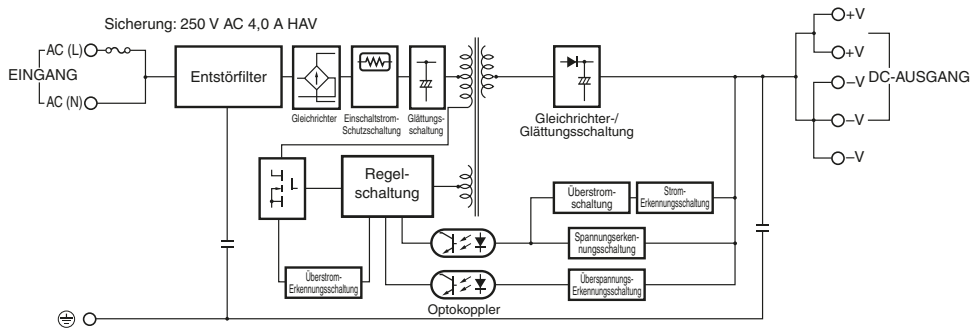 Sicherung: 250 V AC 4,0 A HAV
AC (L)
EINGANG
AC (N)
Entstörfilter
Gleichrichter
Einschaltstrom-
Schutzschaltung
Glättungs-
schaltung
Gleichrichter-/
Glättungsschaltung
+V
+V
–V
–V
–V
DC-AUSGANG
Regel-
schaltung
Überstrom-
schaltung
Strom-
Erkennungsschaltung
Spannungserken-
nungsschaltung
Überstrom-
Erkennungsschaltung
Überspannungs-
Erkennungsschaltung
Optokoppler